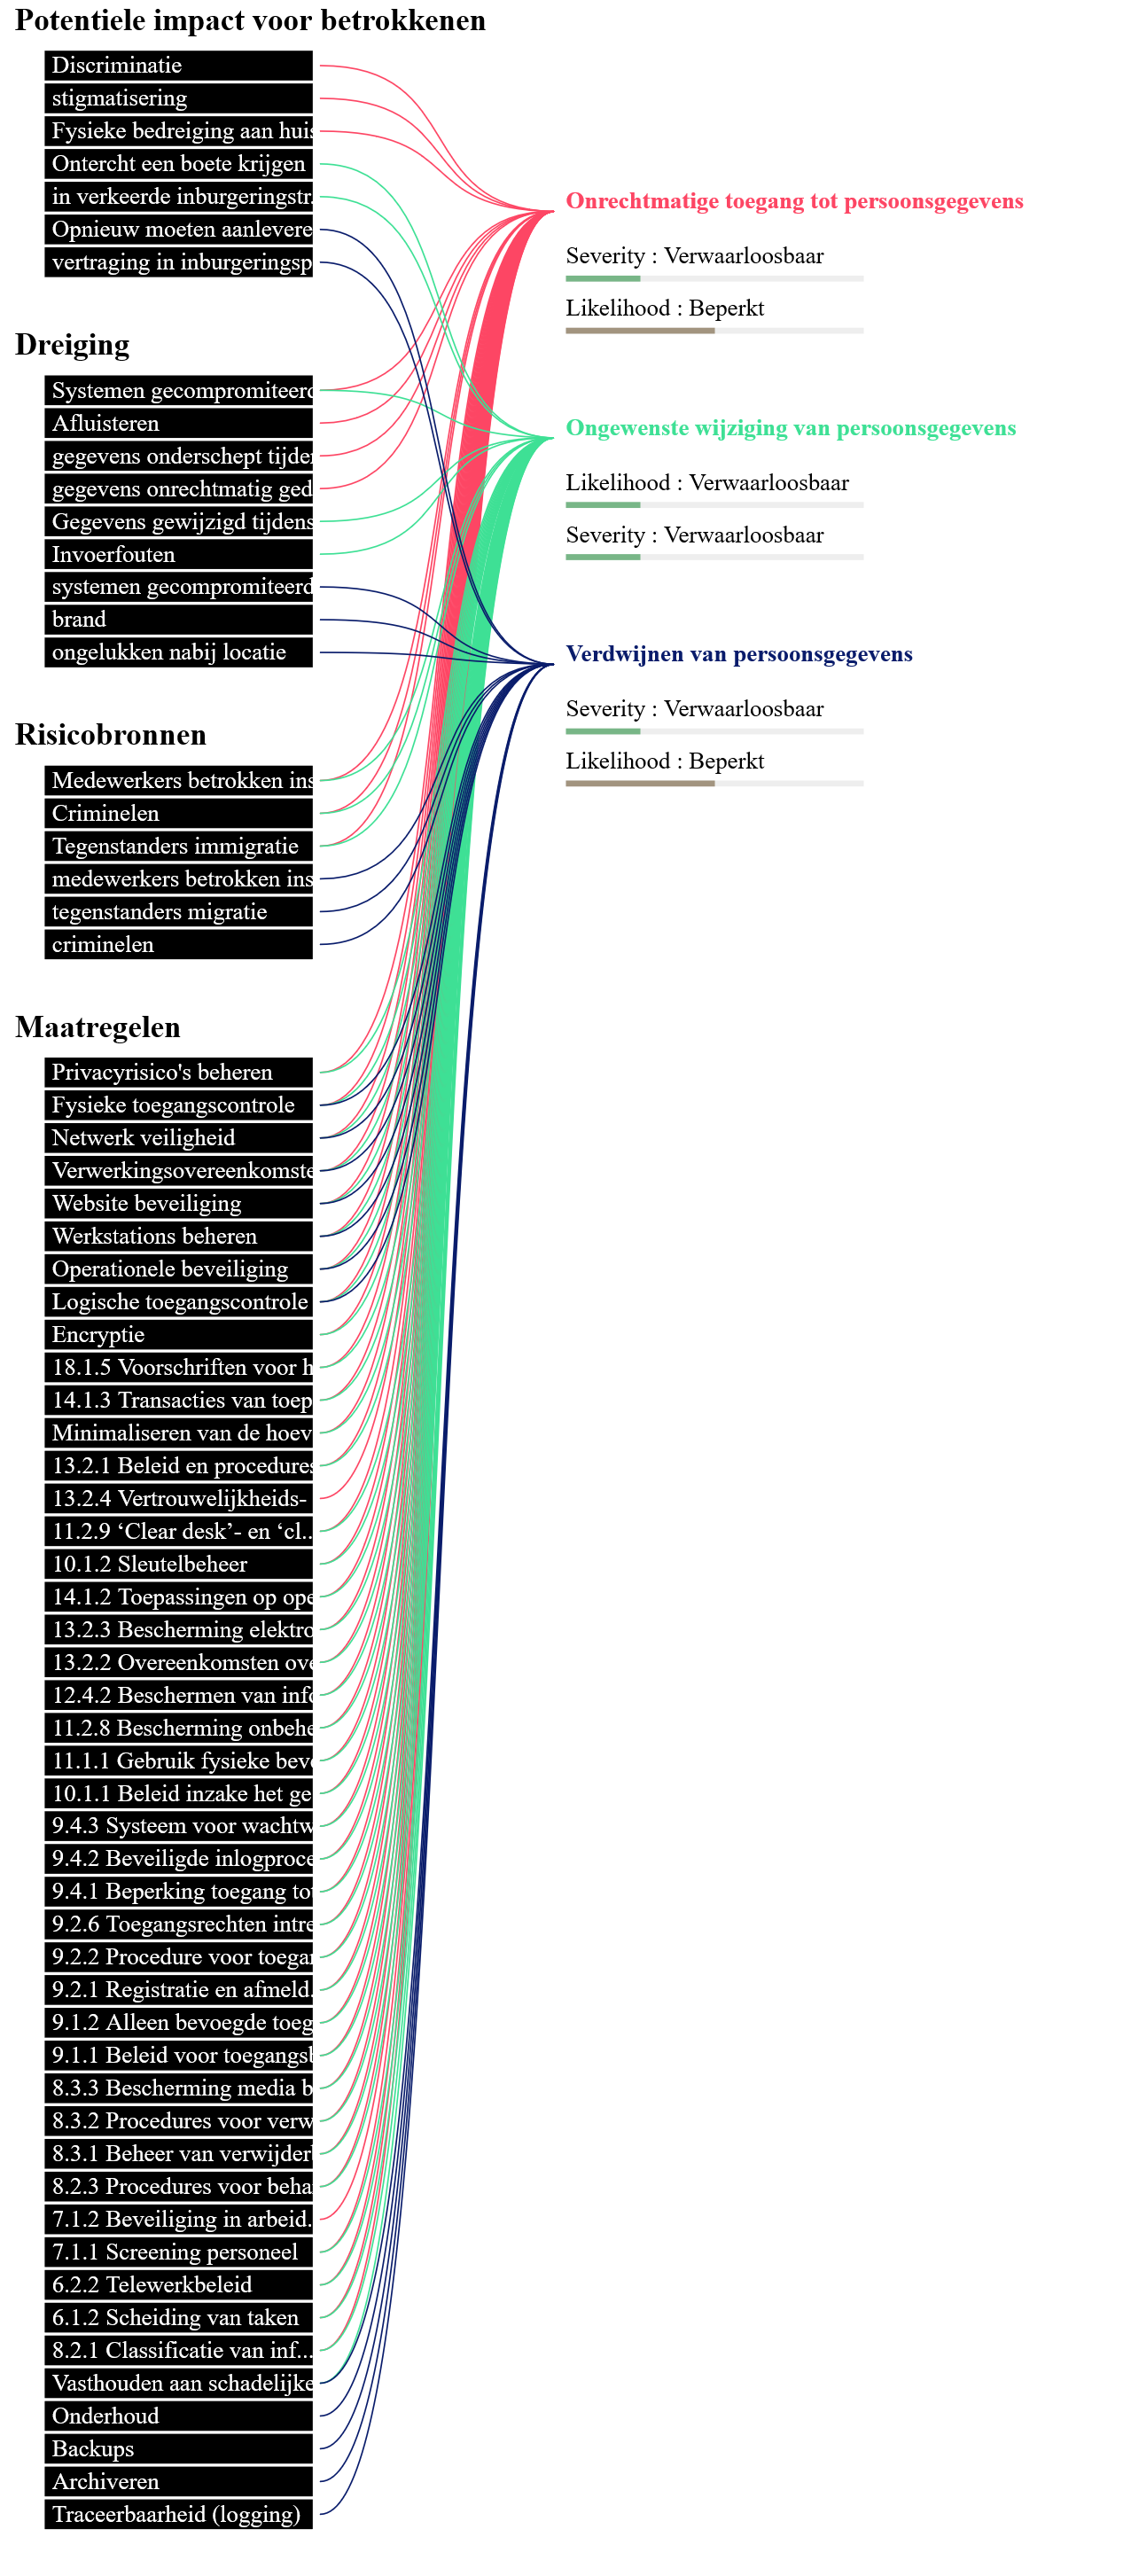 Potentiele impact voor betrokkenen
Discriminatie
stigmatisering
Fysieke bedreiging aan huis
Ontercht een boete krijgen
in verkeerde inburgeringstr.
Opnieuw moeten aanlevere
vertraging in inburgeringsp
Dreiging
Systemen gecompromiteerd
Afluisteren
gegevens onderschept tijden
gegevens onrechtmatig ged
Gegevens gewijzigd tijdens
Invoerfouten
systemen gecompromiteerd
brand
ongelukken nabij locatie
Risicobronnen
Medewerkers betrokken ins
Criminelen
Tegenstanders immigratie
medewerkers betrokken ins
tegenstanders migratie
criminelen
Maatregelen
Privacyrisico's beheren
Fysieke toegangscontrole
Netwerk veiligheid
Verwerkingsovereenkomste
Website beveiliging
Werkstations beheren
Operationele beveiliging
Logische toegangscontrole
Encryptie
18.1.5 Voorschriften voor h
14.1.3 Transacties van toep
Minimaliseren van de hoev
13.2.1 Beleid en procedures
13.2.4 Vertrouwelijkheids-
11.2.9 ‘Clear desk’- en ‘cl...
10.1.2 Sleutelbeheer
14.1.2 Toepassingen op ope
13.2.3 Bescherming elektro
13.2.2 Overeenkomsten ove
12.4.2 Beschermen van info
11.2.8 Bescherming onbehe
11.1.1 Gebruik fysieke beve
10.1.1 Beleid inzake het ge
9.4.3 Systeem voor wachtw
9.4.2 Beveiligde inlogproce
9.4.1 Beperking toegang tot
9.2.6 Toegangsrechten intre
9.2.2 Procedure voor toegan
9.2.1 Registratie en afmeld.
9.1.2 Alleen bevoegde toeg
9.1.1 Beleid voor toegangsb
8.3.3 Bescherming media b
8.3.2 Procedures voor verw
8.3.1 Beheer van verwijderb
8.2.3 Procedures voor behan
7.1.2 Beveiliging in arbeid.
7.1.1 Screening personeel
6.2.2 Telewerkbeleid
6.1.2 Scheiding van taken
8.2.1 Classificatie van inf...
Vasthouden aan schadelijke
Onderhoud
Backups
Archiveren
Traceerbaarheid (logging)
Onrechtmatige toegang tot persoonsgegevens
Severity : Verwaarloosbaar
Likelihood : Beperkt
Ongewenste wijziging van persoonsgegevens
Likelihood : Verwaarloosbaar
Severity : Verwaarloosbaar
Verdwijnen van persoonsgegevens
Severity : Verwaarloosbaar
Likelihood : Beperkt